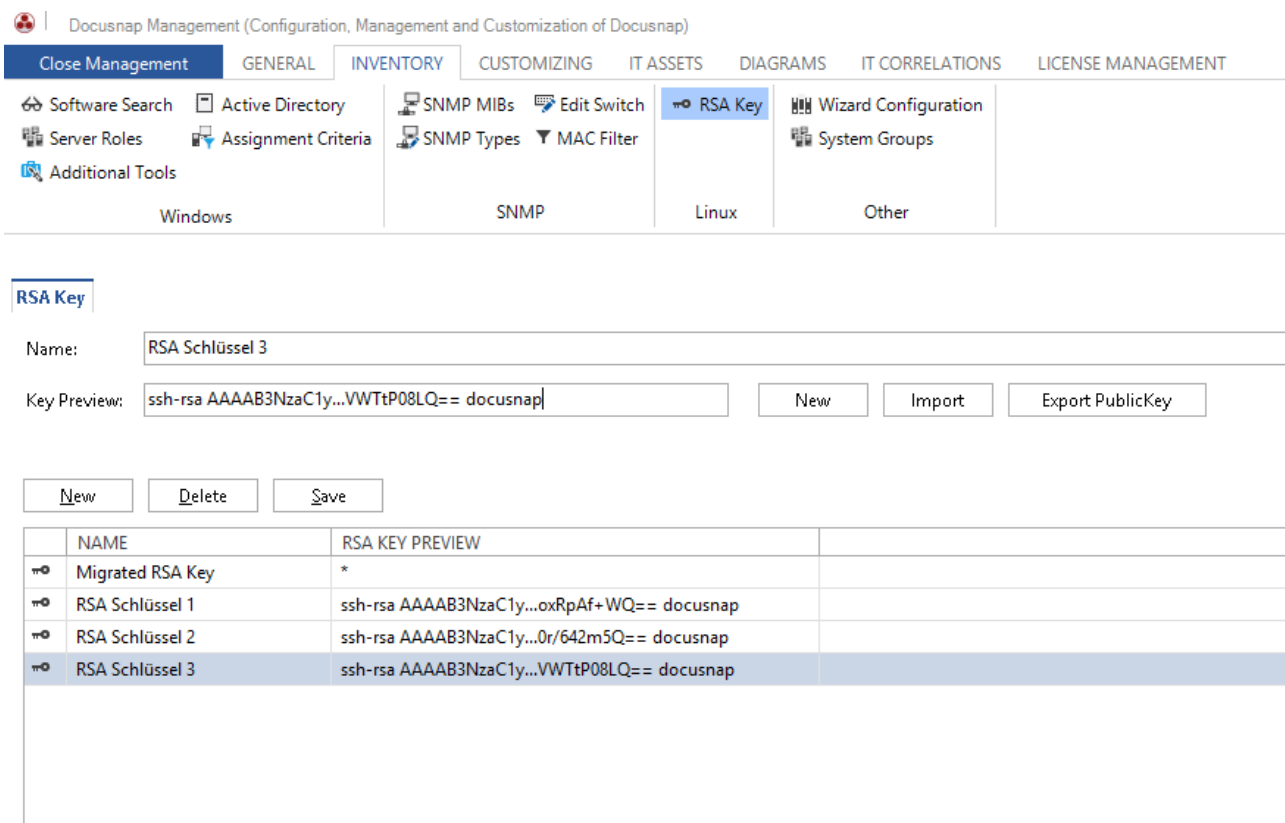 Docusnap Management (Configuration, Management and Customization of Docusnap)
Close Management GENERAL INVENTORY CUSTOMIZING IT ASSETS DIAGRAMS IT CORRELATIONS LICENSE MANAGEMENT
Software Search Active Directory SNMP MIBs Edit Switch RSA Key Wizard Configuration
Server Roles Assignment Criteria SNMP Types MAC Filter System Groups
Additional Tools
Windows SNMP Linux Other
RSA Key
Name: RSA Schlüssel 3
Key Preview: ssh-rsa AAAAB3NzaC1y...VWTtP08LQ== docusnap New Import Export PublicKey
New Delete Save
NAME RSA KEY PREVIEW
Migrated RSA Key *
RSA Schlüssel 1 ssh-rsa AAAAB3NzaC1y...oxRpAf+WQ== docusnap
RSA Schlüssel 2 ssh-rsa AAAAB3NzaC1y...0r/642m5Q== docusnap
RSA Schlüssel 3 ssh-rsa AAAAB3NzaC1y...VWTtP08LQ== docusnap